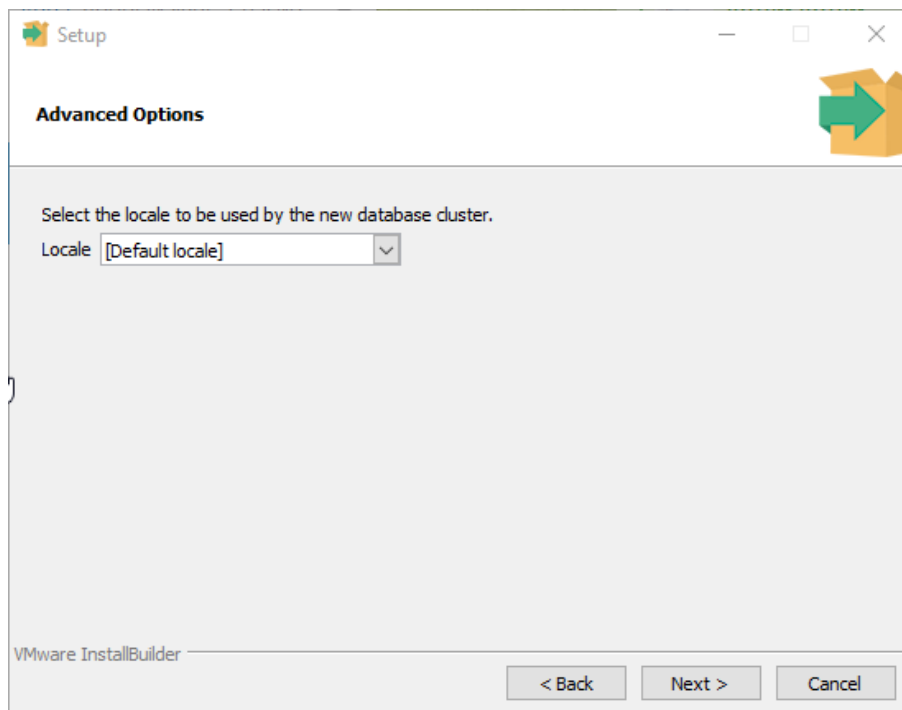 Setup
Advanced Options
Select the locale to be used by the new database cluster.
Locale [Default locale]
VMware InstallBuilder
< Back Next > Cancel